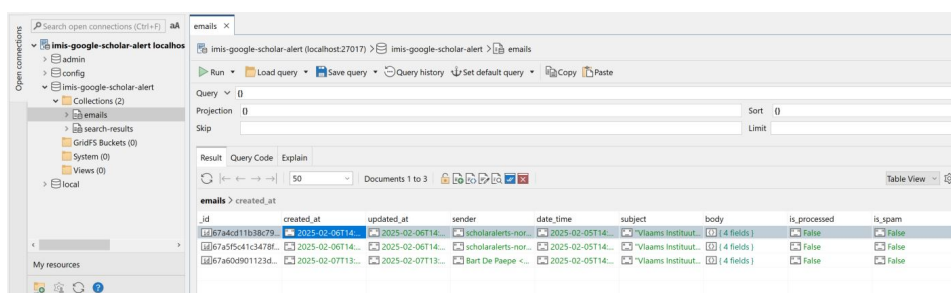 Open connections
Search open connections (Ctrl+F) aA
imis-google-scholar-alert localhos
admin
config
imis-google-scholar-alert
Collections (2)
emails
search-results
GridFS Buckets (0)
System (0)
Views (0)
local
My resources
emails ×
imis-google-scholar-alert (localhost:27017) > imis-google-scholar-alert > emails
Run Load query Save query Query history Set default query Copy Paste
Query {}
Projection {} Sort {}
Skip Limit
Result Query Code Explain
50 Documents 1 to 3 Table View
emails > created_at
_id created_at updated_at sender date_time subject body is_processed is_spam
67a4cd11b38c79... 2025-02-06T14:... 2025-02-06T14:... scholaralerts-nor... 2025-02-05T14:... "Vlaams Instituut... { 4 fields } False False
67a5f5c41c3478f... 2025-02-06T14:... 2025-02-06T14:... scholaralerts-nor... 2025-02-05T14:... "Vlaams Instituut... { 4 fields } False False
67a60d901123d... 2025-02-07T13:... 2025-02-07T13:... Bart De Paepe <... 2025-02-05T14:... "Vlaams Instituut... { 4 fields } False False